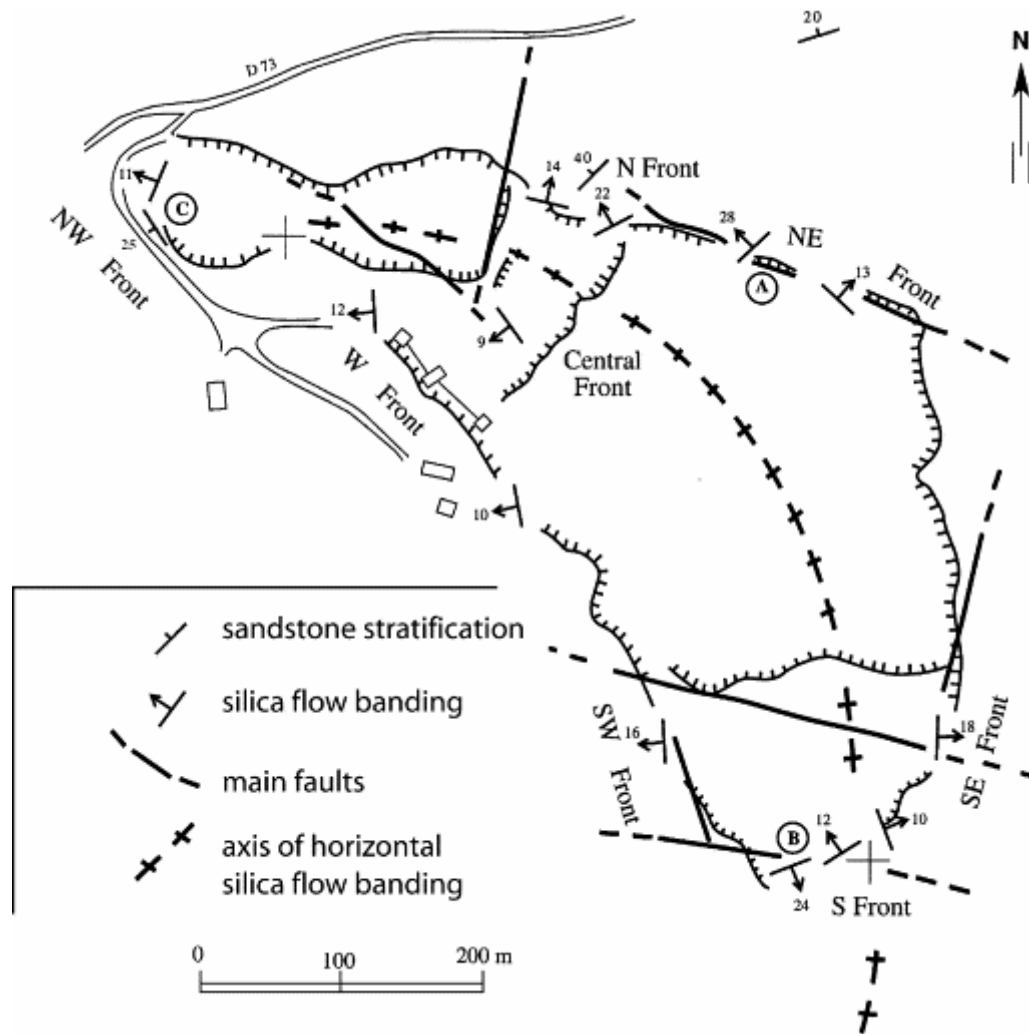 20
N
D 73
40
14
N Front
11
22
28
NE
C
A
13
NW
Front
25
Front
12
9
W
Front
Central
Front
10
sandstone stratification
silica flow banding
main faults
axis of horizontal
silica flow banding
SW
Front
16
18
SE
Front
12
10
B
24
S Front
0
100
200 m